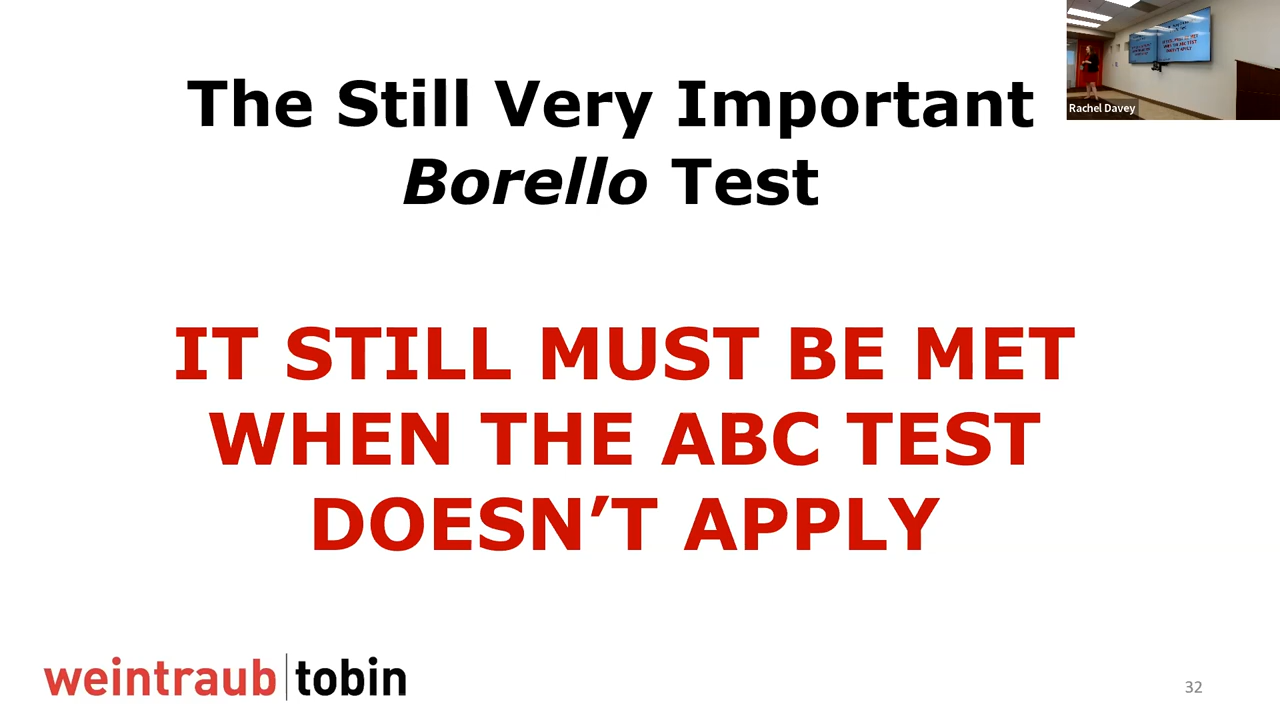 The Still Very Important
Borello Test
IT STILL MUST BE MET
WHEN THE ABC TEST
DOESN’T APPLY
weintraub tobin
32
Rachel Davey